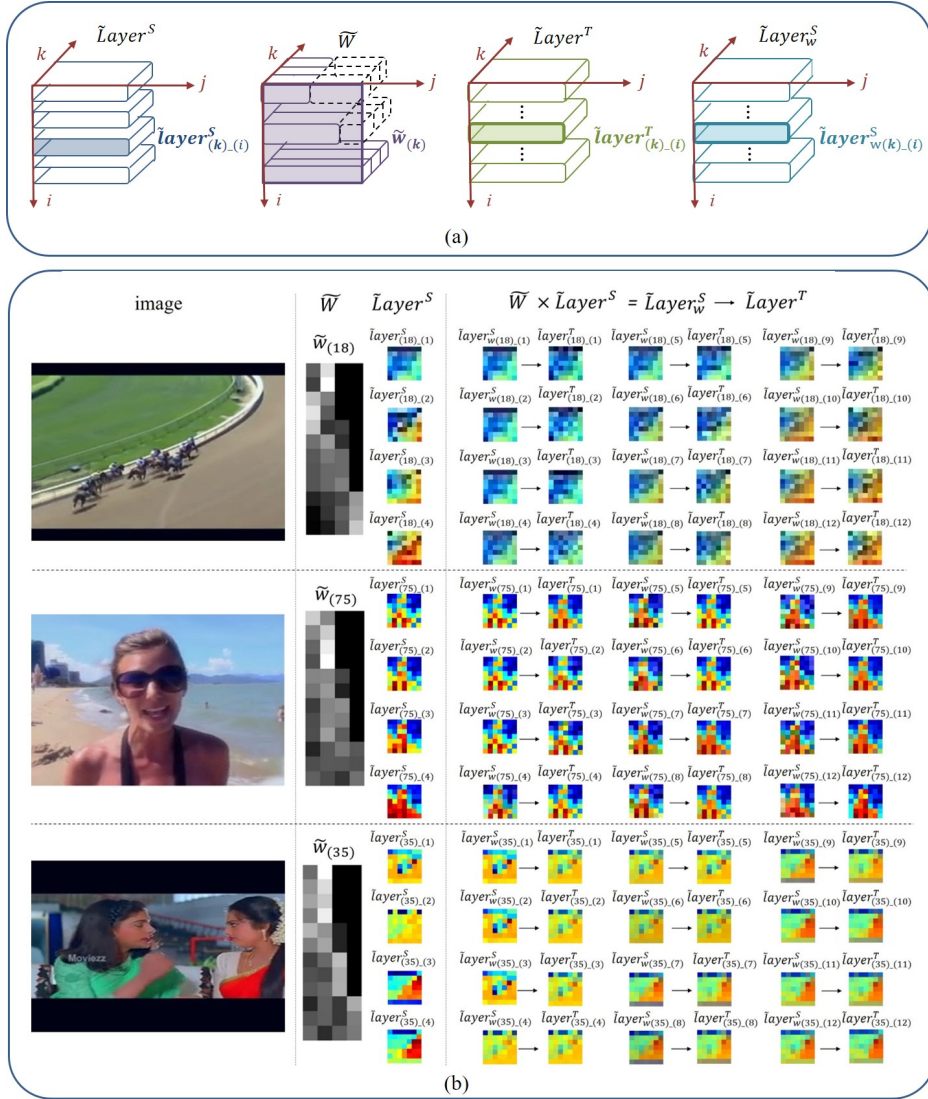 L̃ayer^S W̃ L̃ayer^T L̃ayer_w^S
k k k k
j j j j
l̃ayer^S_(k)_(i) w̃_(k) l̃ayer^T_(k)_(i) l̃ayer^S_w(k)_(i)
i i i i
(a)
image W̃ L̃ayer^S W̃ × L̃ayer^S = L̃ayer_w^S → L̃ayer^T
w̃_(18)
l̃ayer^S_(18)_(1) l̃ayer^S_w(18)_(1) l̃ayer^T_(18)_(1) l̃ayer^S_w(18)_(5) l̃ayer^T_(18)_(5) l̃ayer^S_w(18)_(9) l̃ayer^T_(18)_(9)
l̃ayer^S_(18)_(2) l̃ayer^S_w(18)_(2) l̃ayer^T_(18)_(2) l̃ayer^S_w(18)_(6) l̃ayer^T_(18)_(6) l̃ayer^S_w(18)_(10) l̃ayer^T_(18)_(10)
l̃ayer^S_(18)_(3) l̃ayer^S_w(18)_(3) l̃ayer^T_(18)_(3) l̃ayer^S_w(18)_(7) l̃ayer^T_(18)_(7) l̃ayer^S_w(18)_(11) l̃ayer^T_(18)_(11)
l̃ayer^S_(18)_(4) l̃ayer^S_w(18)_(4) l̃ayer^T_(18)_(4) l̃ayer^S_w(18)_(8) l̃ayer^T_(18)_(8) l̃ayer^S_w(18)_(12) l̃ayer^T_(18)_(12)
w̃_(75)
l̃ayer^S_(75)_(1) l̃ayer^S_w(75)_(1) l̃ayer^T_(75)_(1) l̃ayer^S_w(75)_(5) l̃ayer^T_(75)_(5) l̃ayer^S_w(75)_(9) l̃ayer^T_(75)_(9)
l̃ayer^S_(75)_(2) l̃ayer^S_w(75)_(2) l̃ayer^T_(75)_(2) l̃ayer^S_w(75)_(6) l̃ayer^T_(75)_(6) l̃ayer^S_w(75)_(10) l̃ayer^T_(75)_(10)
l̃ayer^S_(75)_(3) l̃ayer^S_w(75)_(3) l̃ayer^T_(75)_(3) l̃ayer^S_w(75)_(7) l̃ayer^T_(75)_(7) l̃ayer^S_w(75)_(11) l̃ayer^T_(75)_(11)
l̃ayer^S_(75)_(4) l̃ayer^S_w(75)_(4) l̃ayer^T_(75)_(4) l̃ayer^S_w(75)_(8) l̃ayer^T_(75)_(8) l̃ayer^S_w(75)_(12) l̃ayer^T_(75)_(12)
w̃_(35)
l̃ayer^S_(35)_(1) l̃ayer^S_w(35)_(1) l̃ayer^T_(35)_(1) l̃ayer^S_w(35)_(5) l̃ayer^T_(35)_(5) l̃ayer^S_w(35)_(9) l̃ayer^T_(35)_(9)
l̃ayer^S_(35)_(2) l̃ayer^S_w(35)_(2) l̃ayer^T_(35)_(2) l̃ayer^S_w(35)_(6) l̃ayer^T_(35)_(6) l̃ayer^S_w(35)_(10) l̃ayer^T_(35)_(10)
Moviezz
l̃ayer^S_(35)_(3) l̃ayer^S_w(35)_(3) l̃ayer^T_(35)_(3) l̃ayer^S_w(35)_(7) l̃ayer^T_(35)_(7) l̃ayer^S_w(35)_(11) l̃ayer^T_(35)_(11)
l̃ayer^S_(35)_(4) l̃ayer^S_w(35)_(4) l̃ayer^T_(35)_(4) l̃ayer^S_w(35)_(8) l̃ayer^T_(35)_(8) l̃ayer^S_w(35)_(12) l̃ayer^T_(35)_(12)
(b)